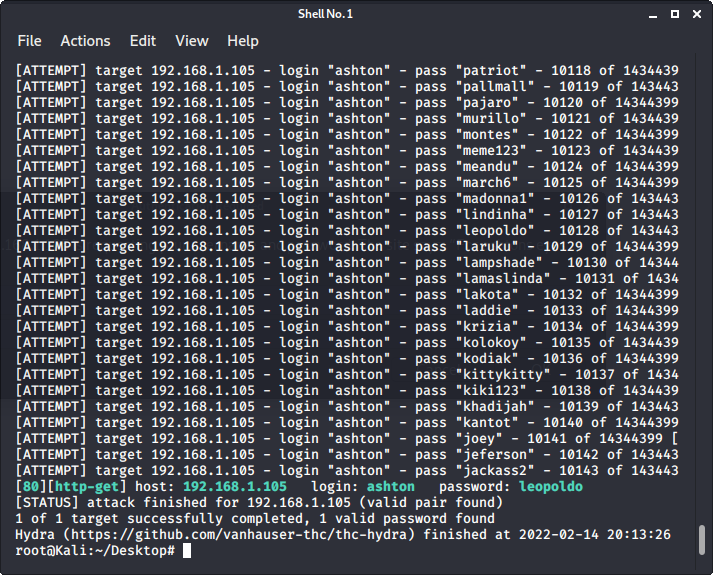 Shell No. 1
File Actions Edit View Help
[ATTEMPT] target 192.168.1.105 - login "ashton" - pass "patriot" - 10118 of 1434439
[ATTEMPT] target 192.168.1.105 - login "ashton" - pass "pallmall" - 10119 of 143443
[ATTEMPT] target 192.168.1.105 - login "ashton" - pass "pajaro" - 10120 of 14344399
[ATTEMPT] target 192.168.1.105 - login "ashton" - pass "murillo" - 10121 of 1434439
[ATTEMPT] target 192.168.1.105 - login "ashton" - pass "montes" - 10122 of 14344399
[ATTEMPT] target 192.168.1.105 - login "ashton" - pass "meme123" - 10123 of 1434439
[ATTEMPT] target 192.168.1.105 - login "ashton" - pass "meandu" - 10124 of 14344399
[ATTEMPT] target 192.168.1.105 - login "ashton" - pass "march6" - 10125 of 14344399
[ATTEMPT] target 192.168.1.105 - login "ashton" - pass "madonna1" - 10126 of 143443
[ATTEMPT] target 192.168.1.105 - login "ashton" - pass "lindinha" - 10127 of 143443
[ATTEMPT] target 192.168.1.105 - login "ashton" - pass "leopoldo" - 10128 of 143443
[ATTEMPT] target 192.168.1.105 - login "ashton" - pass "laruku" - 10129 of 14344399
[ATTEMPT] target 192.168.1.105 - login "ashton" - pass "lampshade" - 10130 of 14344
[ATTEMPT] target 192.168.1.105 - login "ashton" - pass "lamaslinda" - 10131 of 1434
[ATTEMPT] target 192.168.1.105 - login "ashton" - pass "lakota" - 10132 of 14344399
[ATTEMPT] target 192.168.1.105 - login "ashton" - pass "laddie" - 10133 of 14344399
[ATTEMPT] target 192.168.1.105 - login "ashton" - pass "krizia" - 10134 of 14344399
[ATTEMPT] target 192.168.1.105 - login "ashton" - pass "kolokoy" - 10135 of 1434439
[ATTEMPT] target 192.168.1.105 - login "ashton" - pass "kodiak" - 10136 of 14344399
[ATTEMPT] target 192.168.1.105 - login "ashton" - pass "kittykitty" - 10137 of 1434
[ATTEMPT] target 192.168.1.105 - login "ashton" - pass "kiki123" - 10138 of 1434439
[ATTEMPT] target 192.168.1.105 - login "ashton" - pass "khadijah" - 10139 of 143443
[ATTEMPT] target 192.168.1.105 - login "ashton" - pass "kantot" - 10140 of 14344399
[ATTEMPT] target 192.168.1.105 - login "ashton" - pass "joey" - 10141 of 14344399 [
[ATTEMPT] target 192.168.1.105 - login "ashton" - pass "jeferson" - 10142 of 143443
[ATTEMPT] target 192.168.1.105 - login "ashton" - pass "jackass2" - 10143 of 143443
[80][http-get] host: 192.168.1.105 login: ashton password: leopoldo
[STATUS] attack finished for 192.168.1.105 (valid pair found)
1 of 1 target successfully completed, 1 valid password found
Hydra (https://github.com/vanhauser-thc/thc-hydra) finished at 2022-02-14 20:13:26
root@Kali:~/Desktop#